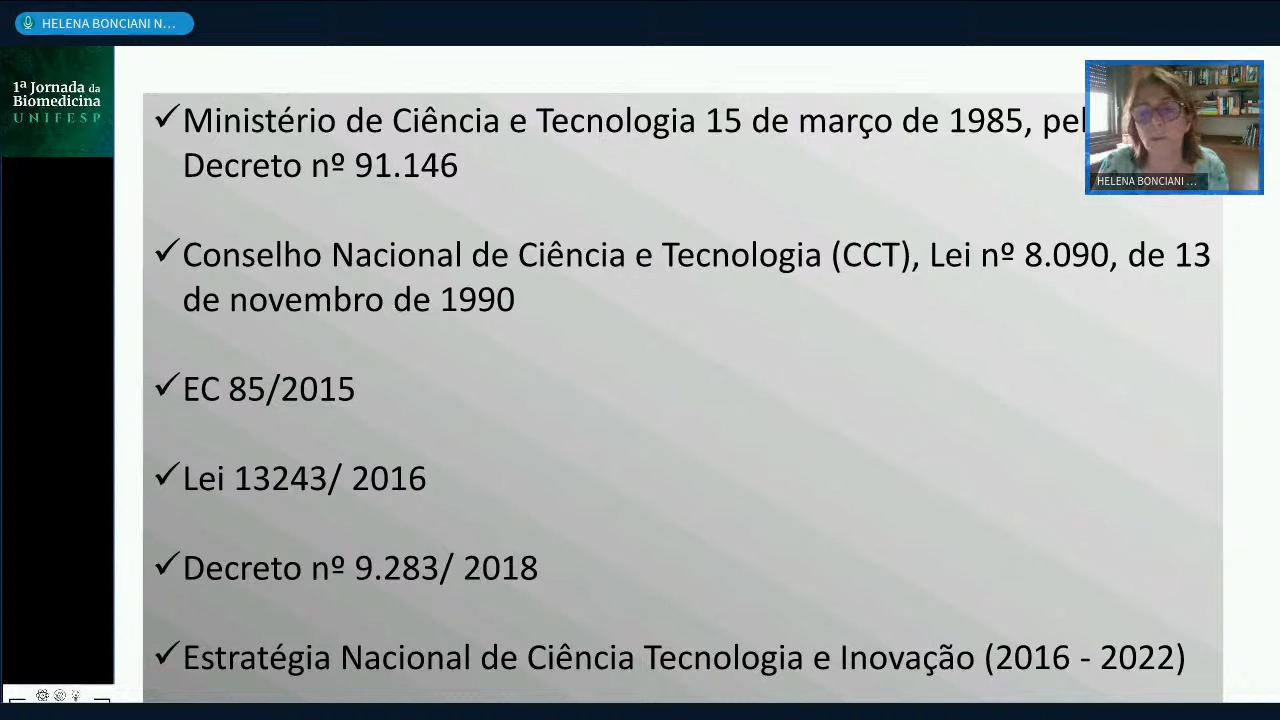 HELENA BONCIANI N...
1ª Jornada da
Biomedicina
UNIFESP
✓Ministério de Ciência e Tecnologia 15 de março de 1985, pel
Decreto nº 91.146
✓Conselho Nacional de Ciência e Tecnologia (CCT), Lei nº 8.090, de 13
de novembro de 1990
✓EC 85/2015
✓Lei 13243/ 2016
✓Decreto nº 9.283/ 2018
✓Estratégia Nacional de Ciência Tecnologia e Inovação (2016 - 2022)
HELENA BONCIANI ...